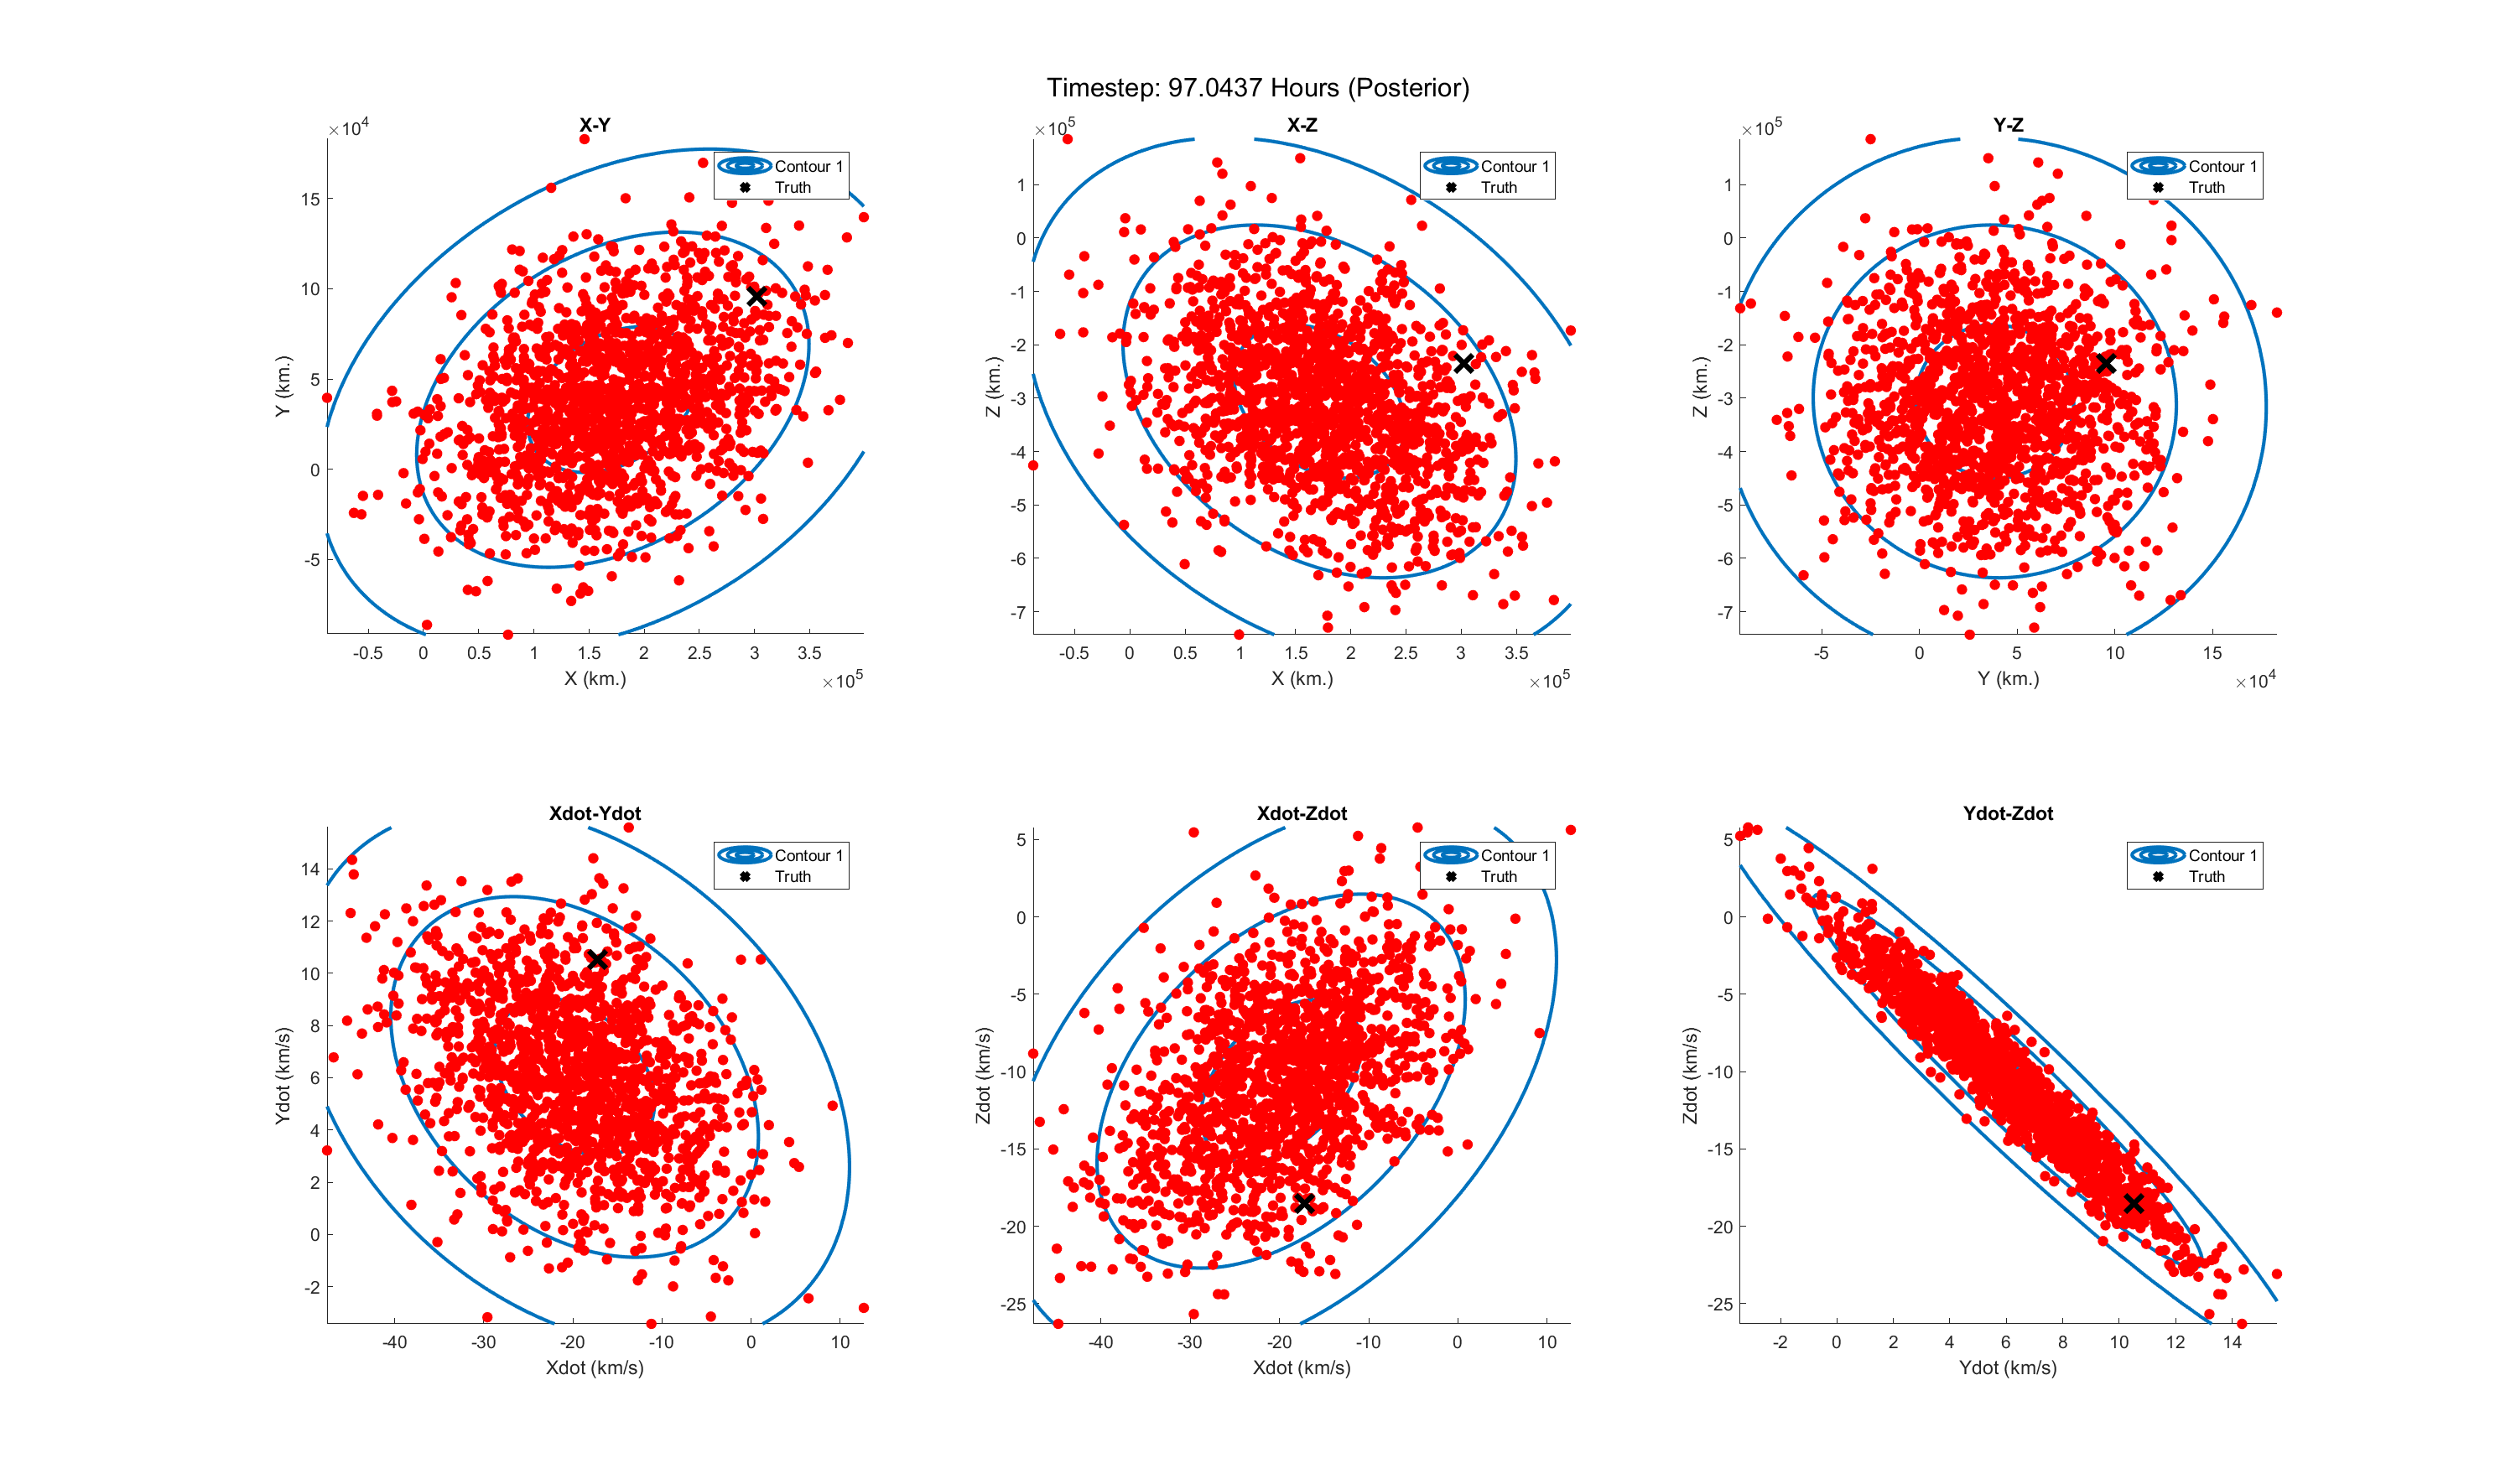 Timestep: 97.0437 Hours (Posterior)
X-Y
×10^4
Contour 1
Truth
15
10
5
0
-5
Y (km.)
-0.5 0 0.5 1 1.5 2 2.5 3 3.5
X (km.)
×10^5
X-Z
×10^5
Contour 1
Truth
1
0
-1
-2
-3
-4
-5
-6
-7
Z (km.)
-0.5 0 0.5 1 1.5 2 2.5 3 3.5
X (km.)
×10^5
Y-Z
×10^5
Contour 1
Truth
1
0
-1
-2
-3
-4
-5
-6
-7
Z (km.)
-5 0 5 10 15
Y (km.)
×10^4
Xdot-Ydot
Contour 1
Truth
14
12
10
8
6
4
2
0
-2
Ydot (km/s)
-40 -30 -20 -10 0 10
Xdot (km/s)
Xdot-Zdot
Contour 1
Truth
5
0
-5
-10
-15
-20
-25
Zdot (km/s)
-40 -30 -20 -10 0 10
Xdot (km/s)
Ydot-Zdot
Contour 1
Truth
5
0
-5
-10
-15
-20
-25
Zdot (km/s)
-2 0 2 4 6 8 10 12 14
Ydot (km/s)